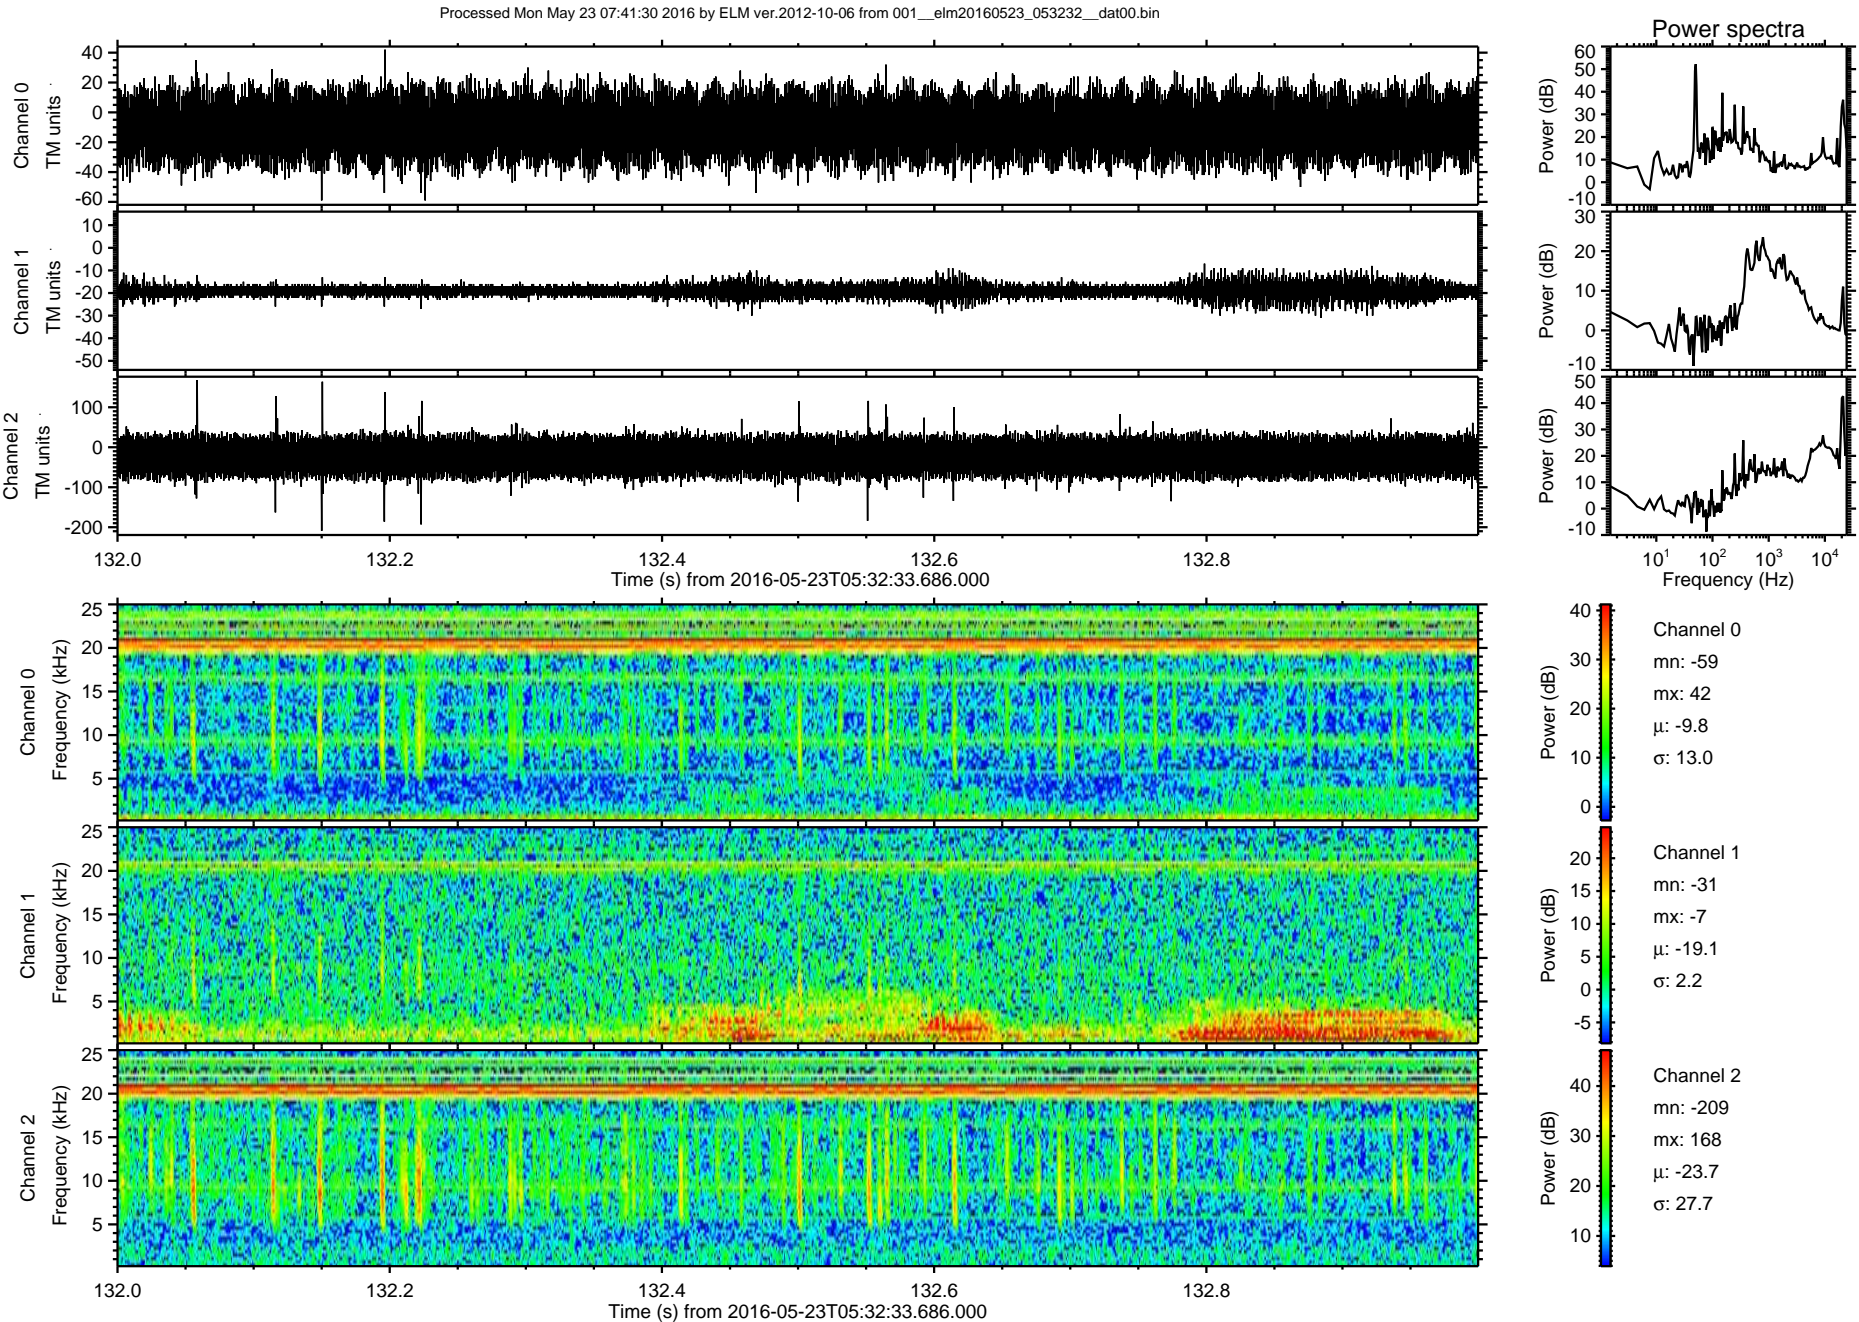 Processed Mon May 23 07:41:30 2016 by ELM ver.2012-10-06 from 001__elm20160523_053232__dat00.bin
Power spectra
Channel 0
TM units
40
20
0
-20
-40
-60
Power (dB)
60
50
40
30
20
10
0
-10
Channel 1
TM units
10
0
-10
-20
-30
-40
-50
Power (dB)
30
20
10
0
-10
Channel 2
TM units
100
0
-100
-200
Power (dB)
50
40
30
20
10
0
-10
132.0 132.2 132.4 132.6 132.8
Time (s) from 2016-05-23T05:32:33.686.000
10¹ 10² 10³ 10⁴
Frequency (Hz)
Channel 0
Frequency (kHz)
25
20
15
10
5
Power (dB)
40
30
20
10
0
Channel 0
mn: -59
mx: 42
µ: -9.8
σ: 13.0
Channel 1
Frequency (kHz)
25
20
15
10
5
Power (dB)
20
15
10
5
0
-5
Channel 1
mn: -31
mx: -7
µ: -19.1
σ: 2.2
Channel 2
Frequency (kHz)
25
20
15
10
5
Power (dB)
40
30
20
10
Channel 2
mn: -209
mx: 168
µ: -23.7
σ: 27.7
132.0 132.2 132.4 132.6 132.8
Time (s) from 2016-05-23T05:32:33.686.000